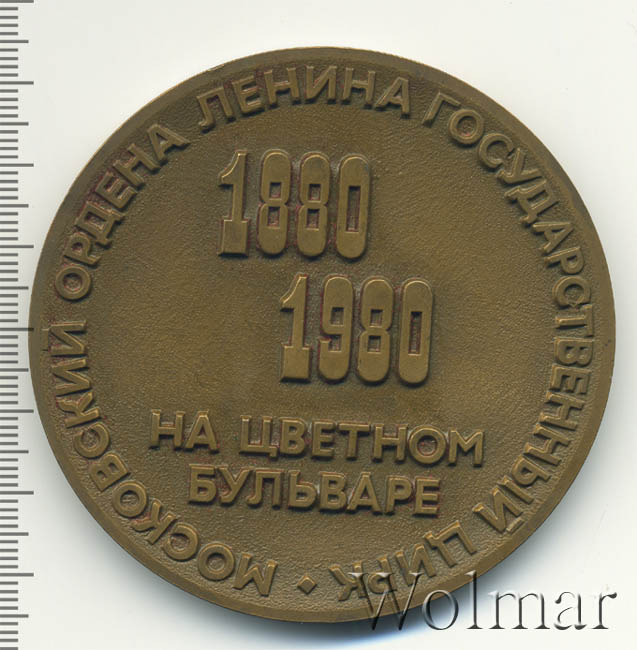 МОСКОВСКИЙ ОРДЕНА ЛЕНИНА ГОСУДАРСТВЕННЫЙ ЦИРК •
1880
1980
НА ЦВЕТНОМ
БУЛЬВАРЕ
Wolmar